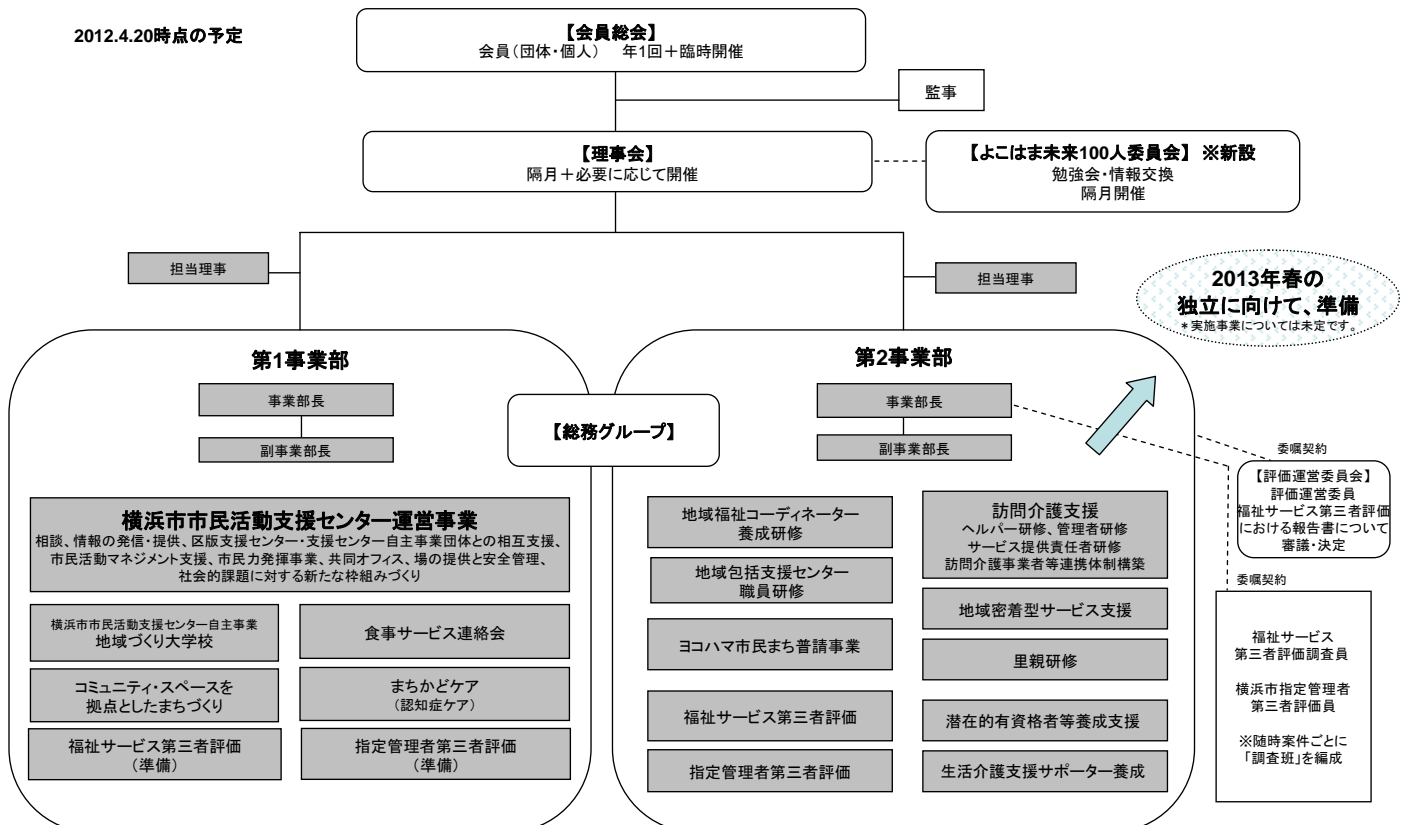 2012.4.20時点の予定
【会員総会】
会員（団体・個人）　年1回＋臨時開催
監事
【理事会】
隔月＋必要に応じて開催
【よこはま未来100人委員会】 ※新設
勉強会・情報交換
隔月開催
担当理事
担当理事
2013年春の
独立に向けて、準備
＊実施事業については未定です。
第1事業部
事業部長
副事業部長
【総務グループ】
横浜市市民活動支援センター運営事業
相談、情報の発信・提供、区版支援センター・支援センター自主事業団体との相互支援、
市民活動マネジメント支援、市民力発揮事業、共同オフィス、場の提供と安全管理、
社会的課題に対する新たな枠組みづくり
横浜市市民活動支援センター自主事業
地域づくり大学校
食事サービス連絡会
コミュニティ・スペースを
拠点としたまちづくり
まちかどケア
（認知症ケア）
福祉サービス第三者評価
（準備）
指定管理者第三者評価
（準備）
第2事業部
事業部長
副事業部長
地域福祉コーディネーター
養成研修
訪問介護支援
ヘルパー研修、管理者研修
サービス提供責任者研修
訪問介護事業者等連携体制構築
地域包括支援センター
職員研修
地域密着型サービス支援
ヨコハマ市民まち普請事業
里親研修
福祉サービス第三者評価
潜在的有資格者等養成支援
指定管理者第三者評価
生活介護支援サポーター養成
委嘱契約
【評価運営委員会】
評価運営委員
福祉サービス第三者評価
における報告書について
審議・決定
委嘱契約
福祉サービス
第三者評価調査員
横浜市指定管理者
第三者評価員
※随時案件ごとに
「調査班」を編成